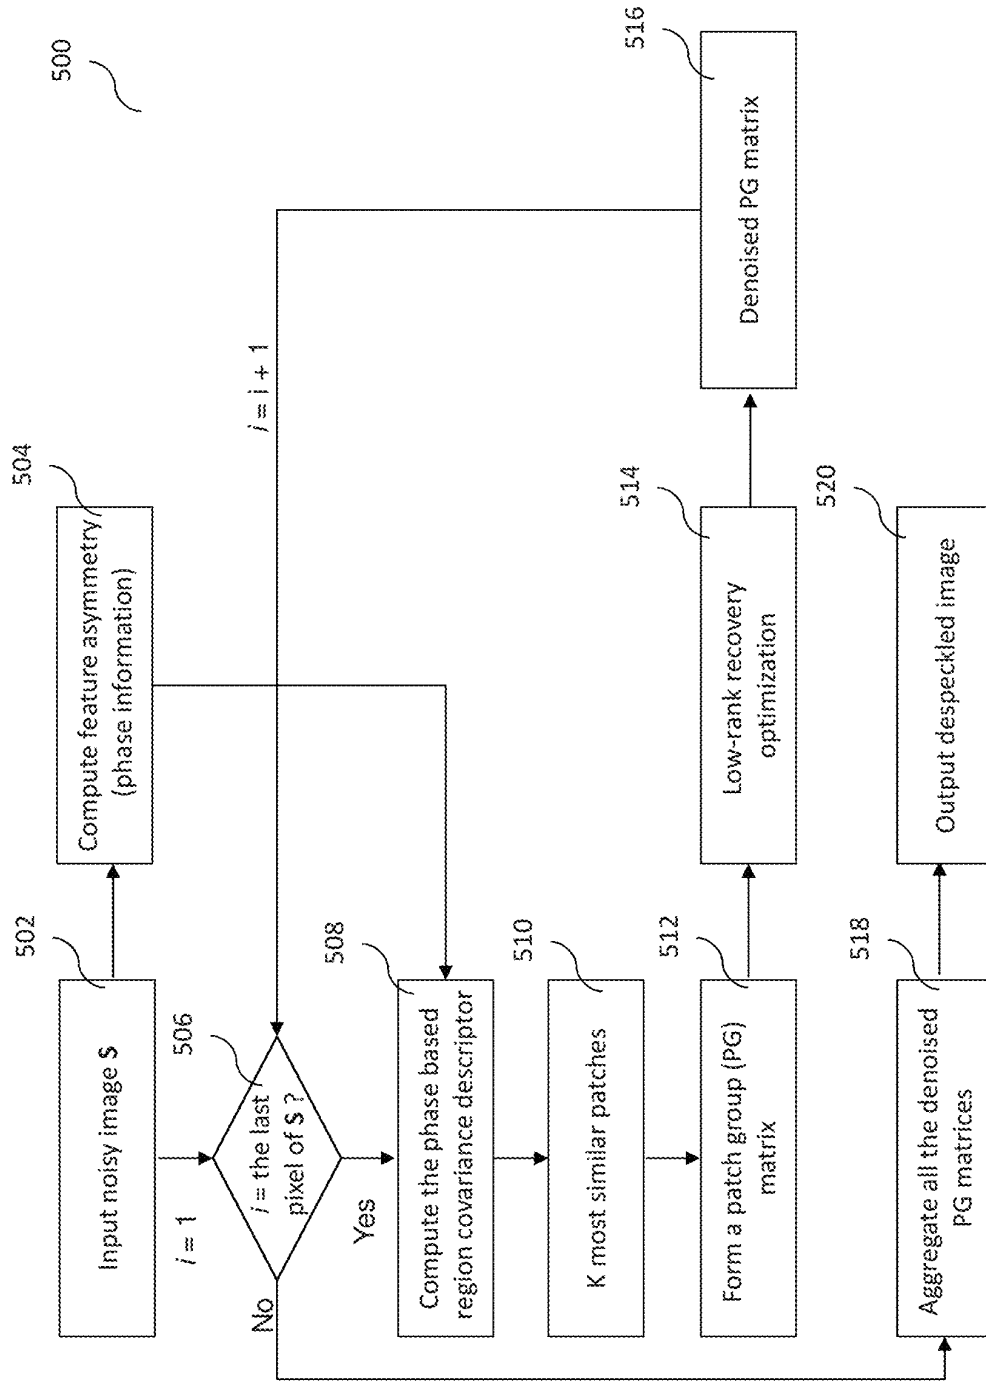 500
502
Input noisy image S
504
Compute feature asymmetry
(phase information)
i = 1
i = i + 1
506
i = the last
pixel of S ?
No
Yes
508
Compute the phase based
region covariance descriptor
510
K most similar patches
512
Form a patch group (PG)
matrix
514
Low-rank recovery
optimization
516
Denoised PG matrix
518
Aggregate all the denoised
PG matrices
520
Output despeckled image